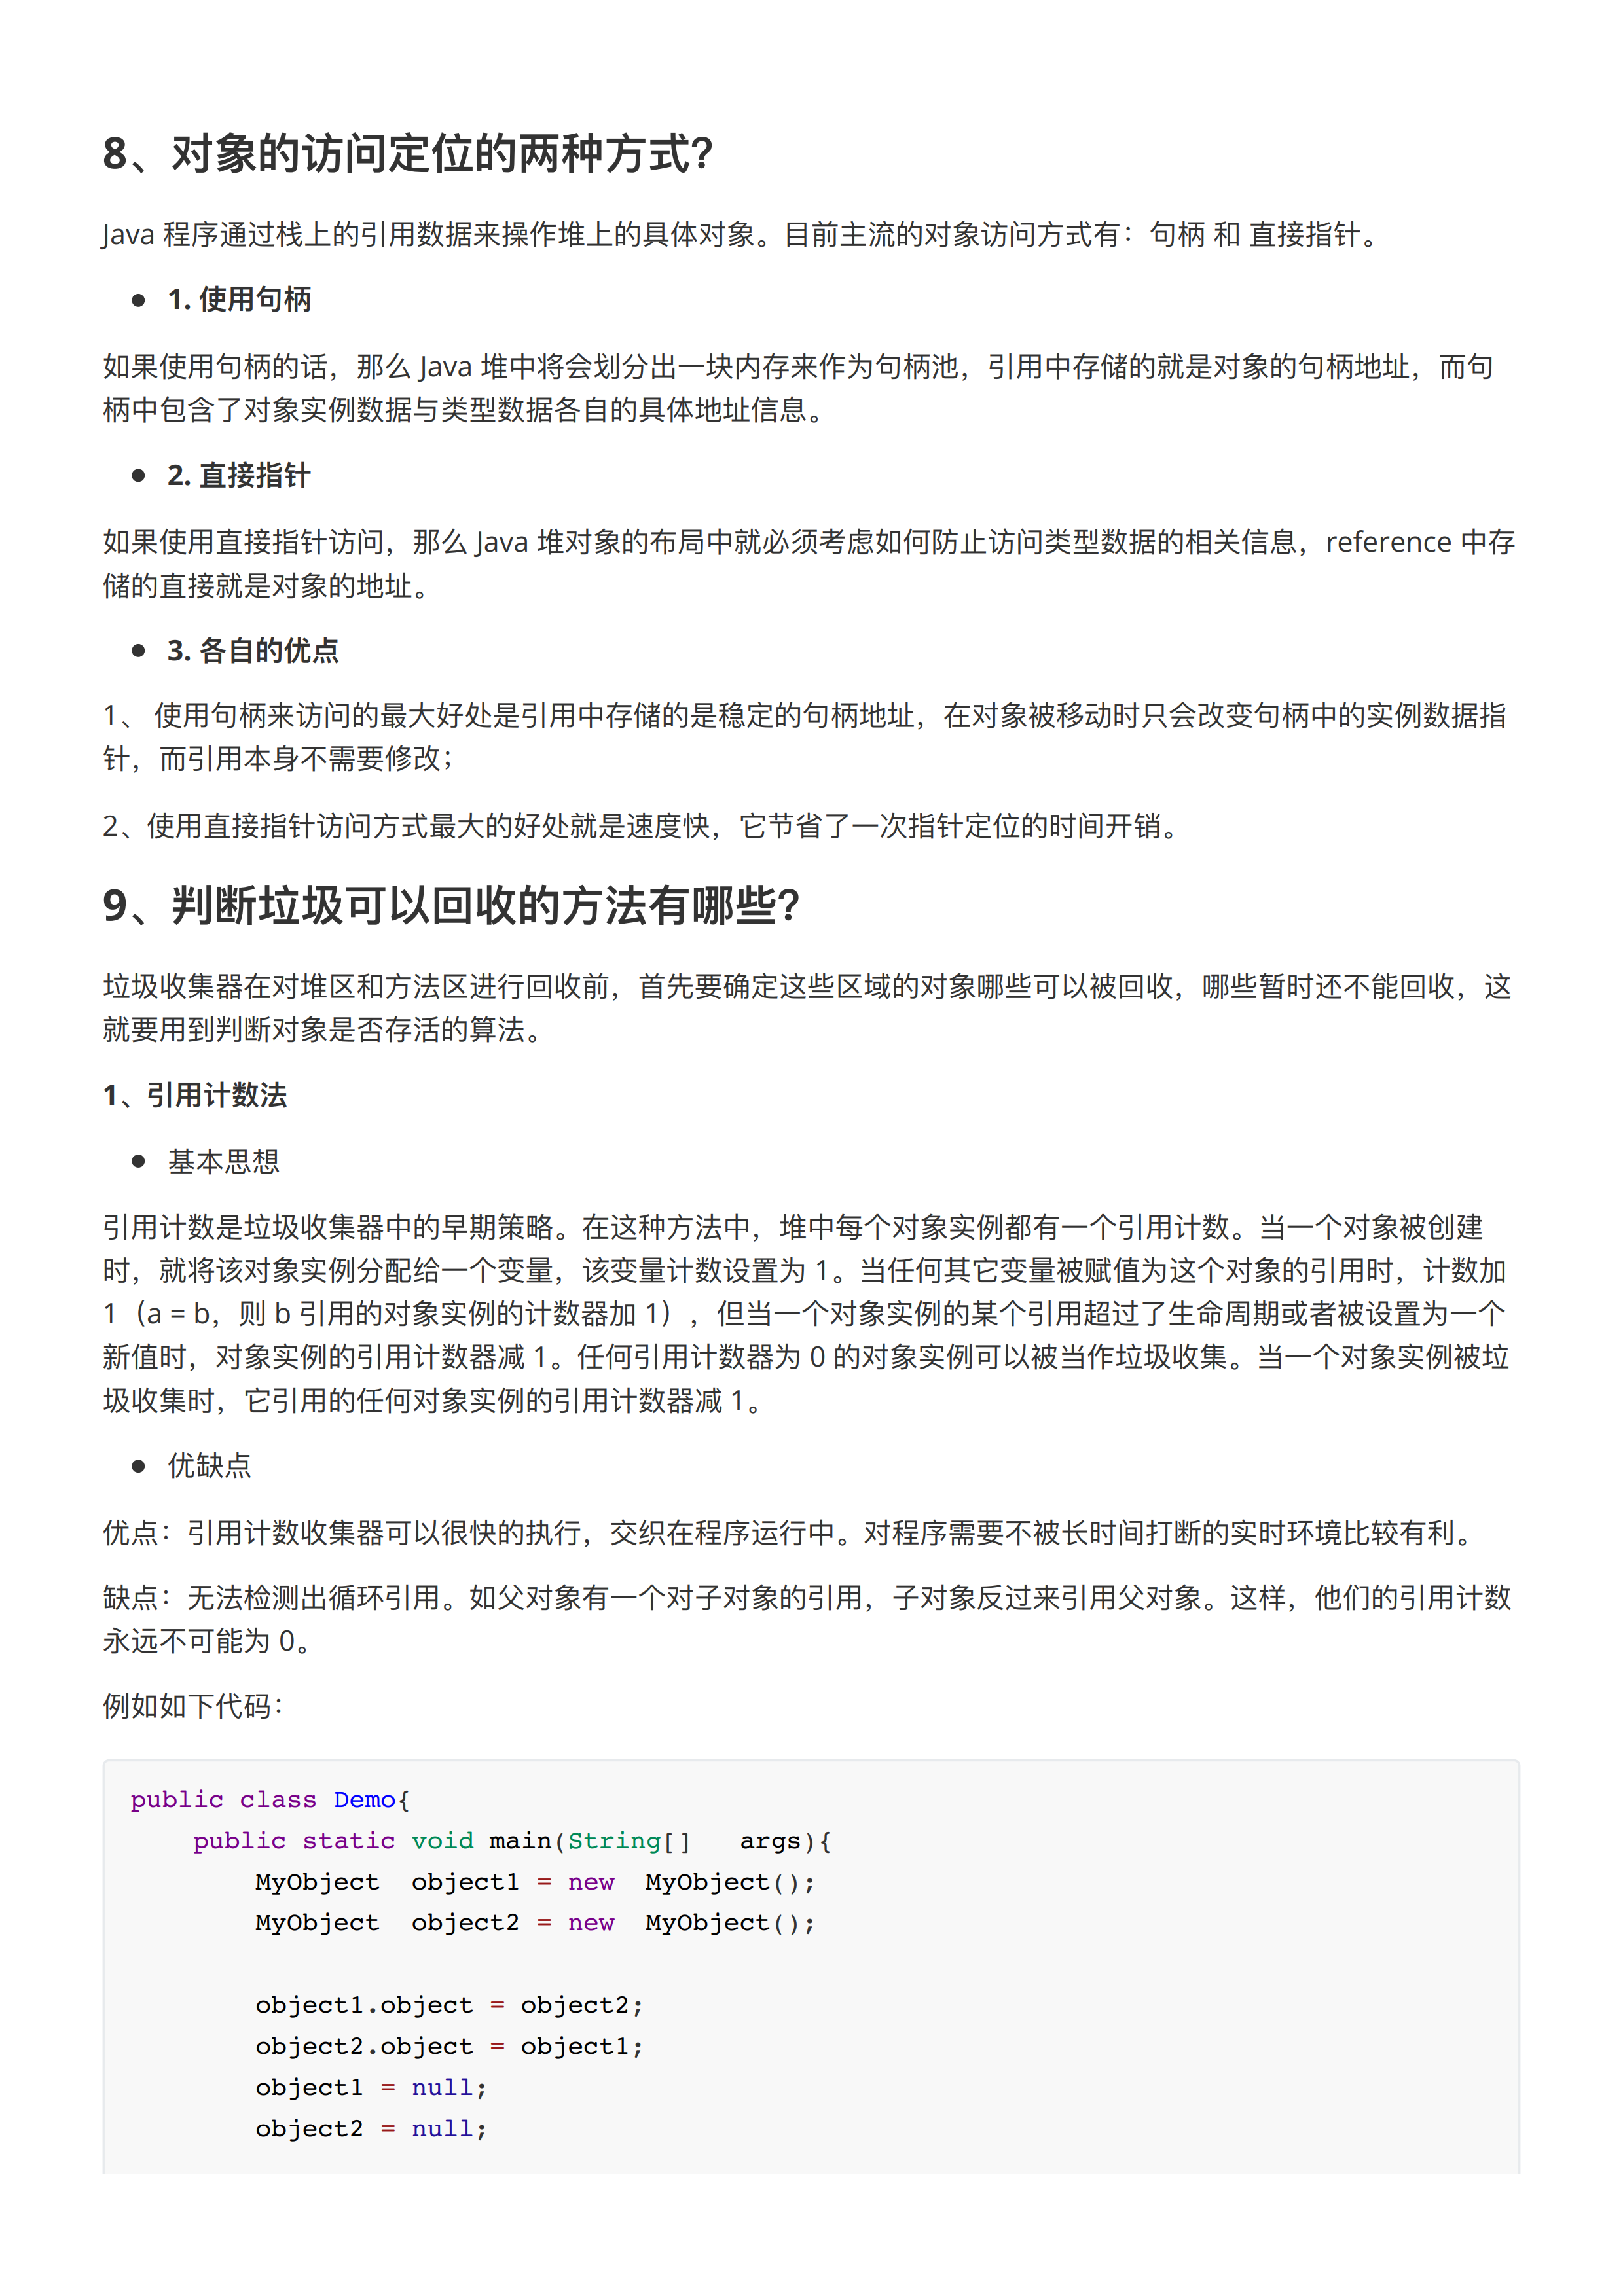 8、对象的访问定位的两种方式？
Java 程序通过栈上的引用数据来操作堆上的具体对象。目前主流的对象访问方式有：句柄 和 直接指针。
● 1. 使用句柄
如果使用句柄的话，那么 Java 堆中将会划分出一块内存来作为句柄池，引用中存储的就是对象的句柄地址，而句
柄中包含了对象实例数据与类型数据各自的具体地址信息。
● 2. 直接指针
如果使用直接指针访问，那么 Java 堆对象的布局中就必须考虑如何防止访问类型数据的相关信息，reference 中存
储的直接就是对象的地址。
● 3. 各自的优点
1、 使用句柄来访问的最大好处是引用中存储的是稳定的句柄地址，在对象被移动时只会改变句柄中的实例数据指
针，而引用本身不需要修改；
2、使用直接指针访问方式最大的好处就是速度快，它节省了一次指针定位的时间开销。
9、判断垃圾可以回收的方法有哪些？
垃圾收集器在对堆区和方法区进行回收前，首先要确定这些区域的对象哪些可以被回收，哪些暂时还不能回收，这
就要用到判断对象是否存活的算法。
1、引用计数法
● 基本思想
引用计数是垃圾收集器中的早期策略。在这种方法中，堆中每个对象实例都有一个引用计数。当一个对象被创建
时，就将该对象实例分配给一个变量，该变量计数设置为 1。当任何其它变量被赋值为这个对象的引用时，计数加
1（a = b，则 b 引用的对象实例的计数器加 1），但当一个对象实例的某个引用超过了生命周期或者被设置为一个
新值时，对象实例的引用计数器减 1。任何引用计数器为 0 的对象实例可以被当作垃圾收集。当一个对象实例被垃
圾收集时，它引用的任何对象实例的引用计数器减 1。
● 优缺点
优点：引用计数收集器可以很快的执行，交织在程序运行中。对程序需要不被长时间打断的实时环境比较有利。
缺点：无法检测出循环引用。如父对象有一个对子对象的引用，子对象反过来引用父对象。这样，他们的引用计数
永远不可能为 0。
例如如下代码：
public class Demo{
    public static void main(String[]   args){
        MyObject  object1 = new  MyObject();
        MyObject  object2 = new  MyObject();
        object1.object = object2;
        object2.object = object1;
        object1 = null;
        object2 = null;